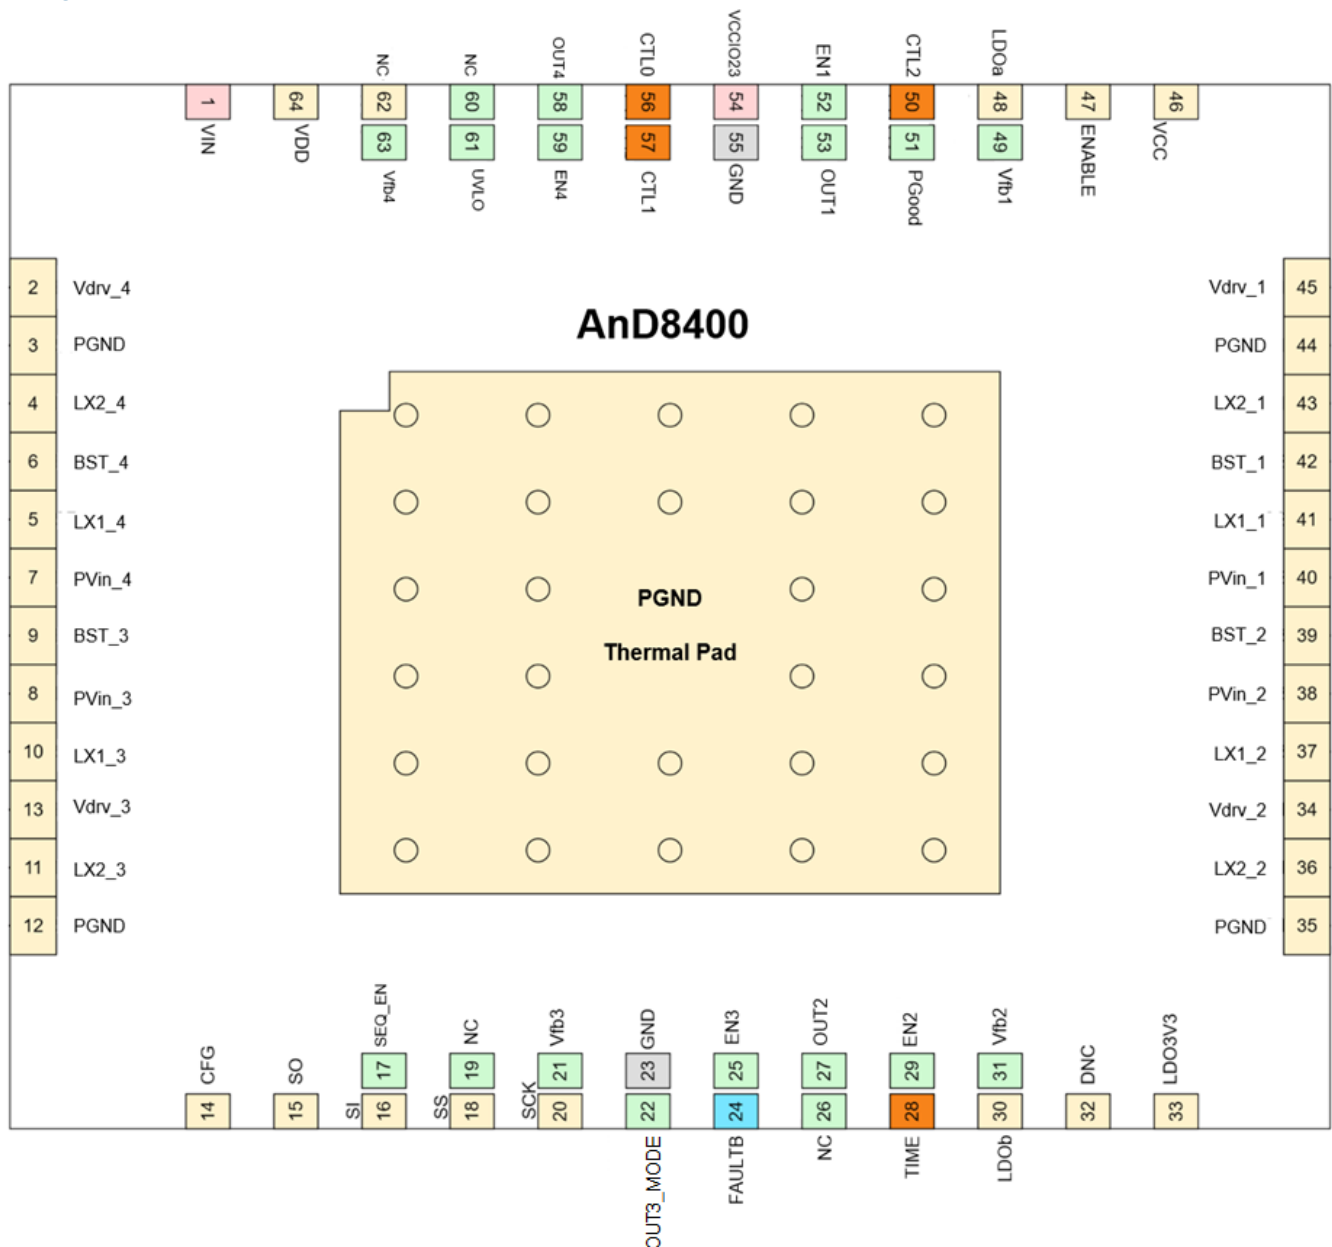 NC
NC
OUT4
CTL0
VCCIO23
EN1
CTL2
LDOa
1
64
62
60
58
56
54
52
50
48
47
46
VIN
VDD
63
61
59
57
55
53
51
49
ENABLE
VCC
Vfb4
UVLO
EN4
CTL1
GND
OUT1
PGood
Vfb1
2 Vdrv_4
Vdrv_1 45
AnD8400
3 PGND
PGND 44
4 LX2_4
LX2_1 43
6 BST_4
BST_1 42
5 LX1_4
LX1_1 41
7 PVin_4
PVin_1 40
PGND
9 BST_3
BST_2 39
Thermal Pad
8 PVin_3
PVin_2 38
10 LX1_3
LX1_2 37
13 Vdrv_3
Vdrv_2 34
11 LX2_3
LX2_2 36
12 PGND
PGND 35
CFG
SO
SEQ_EN
NC
Vfb3
GND
EN3
OUT2
EN2
Vfb2
DNC
LDO3V3
17
19
21
23
25
27
29
31
14
15
SI
16
SS
18
SCK
20
22
24
26
28
30
32
33
OUT3_MODE
FAULTB
NC
TIME
LDOb